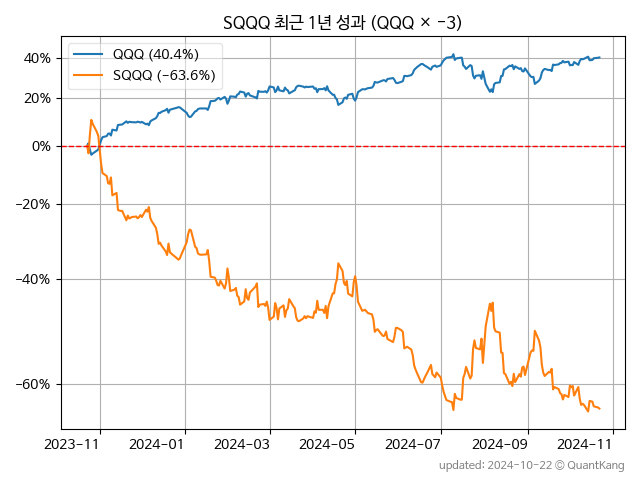 SQQQ 최근 1년 성과 (QQQ × −3)
QQQ (40.4%)
SQQQ (−63.6%)
40%
20%
0%
−20%
−40%
−60%
2023-11 2024-01 2024-03 2024-05 2024-07 2024-09 2024-11
updated: 2024-10-22 © QuantKang